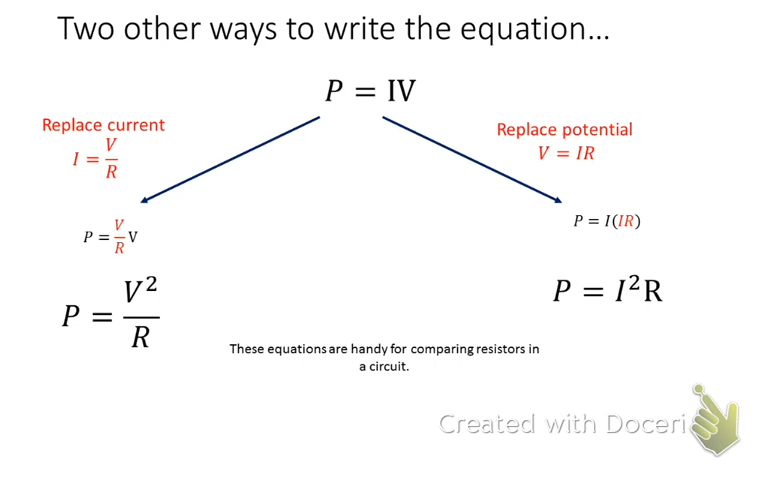 Two other ways to write the equation...
P = IV
Replace current
I = V/R
P = V/R V
P = V²/R
Replace potential
V = IR
P = I(IR)
P = I²R
These equations are handy for comparing resistors in
a circuit.
Created with Doceri